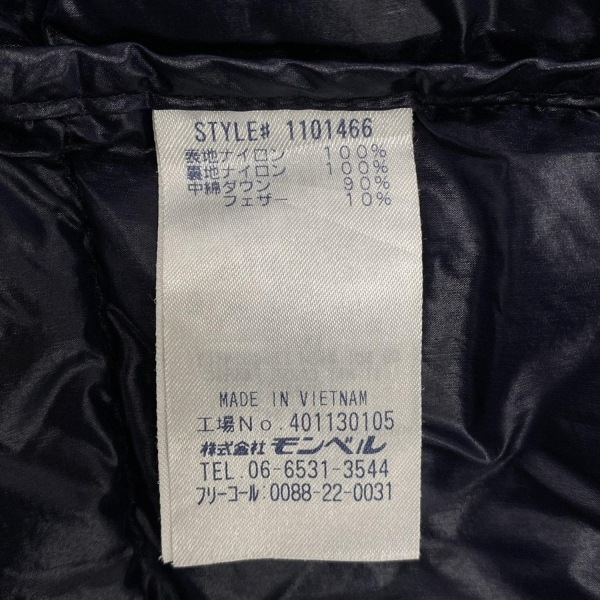 STYLE# 1101466
表地ナイロン 100%
裏地ナイロン 100%
中綿ダウン 90%
フェザー 10%
MADE IN VIETNAM
工場No.401130105
株式会社 モンベル
TEL.06-6531-3544
フリーコール:0088-22-0031